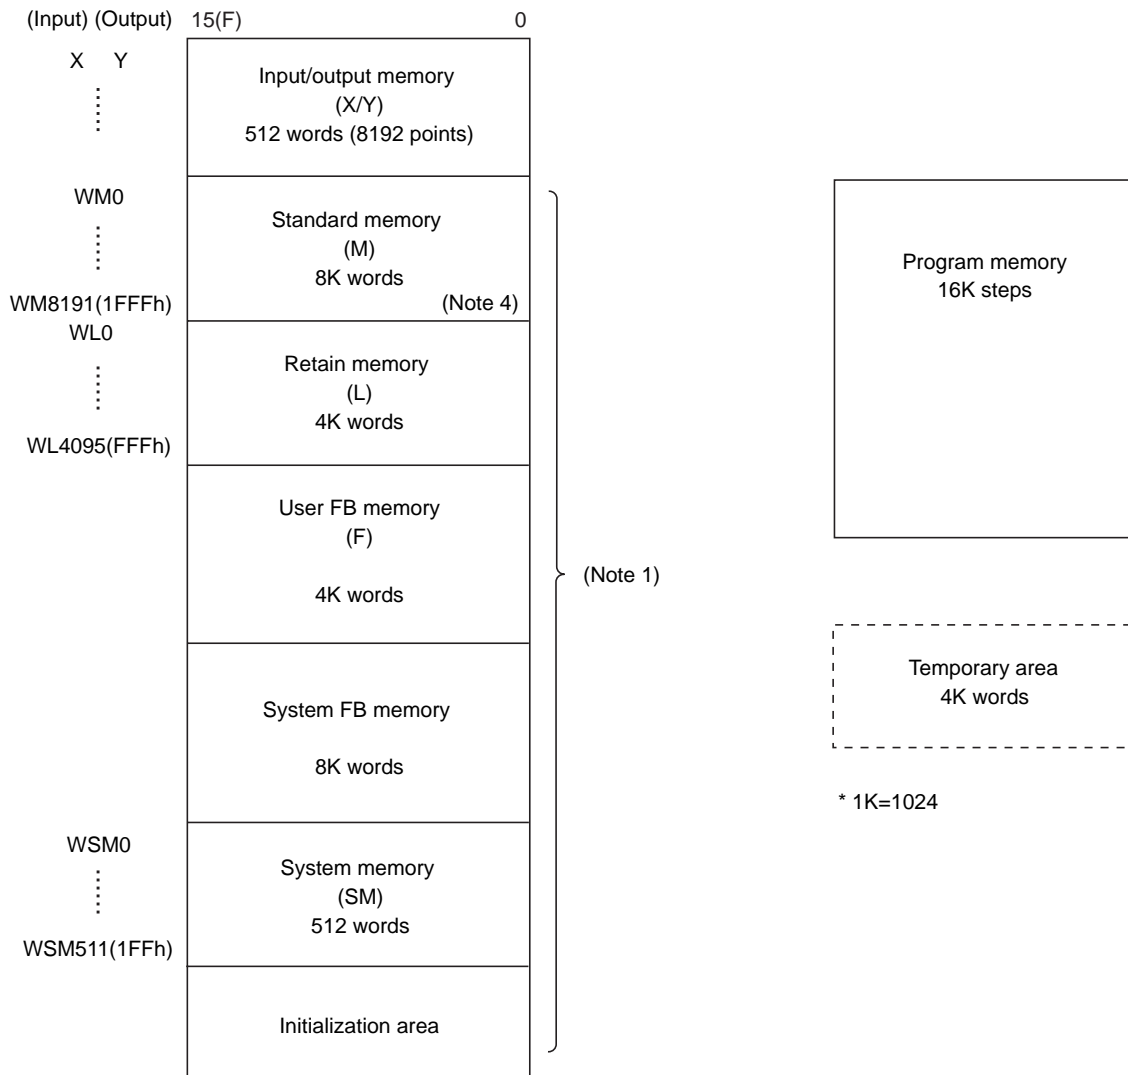 (Input) (Output) 15(F) 0
X Y
Input/output memory
(X/Y)
512 words (8192 points)
WM0
Standard memory
(M)
8K words
WM8191(1FFFh)
(Note 4)
WL0
Retain memory
(L)
4K words
WL4095(FFFh)
User FB memory
(F)
4K words
System FB memory
8K words
WSM0
System memory
(SM)
512 words
WSM511(1FFh)
Initialization area
(Note 1)
Program memory
16K steps
Temporary area
4K words
* 1K=1024